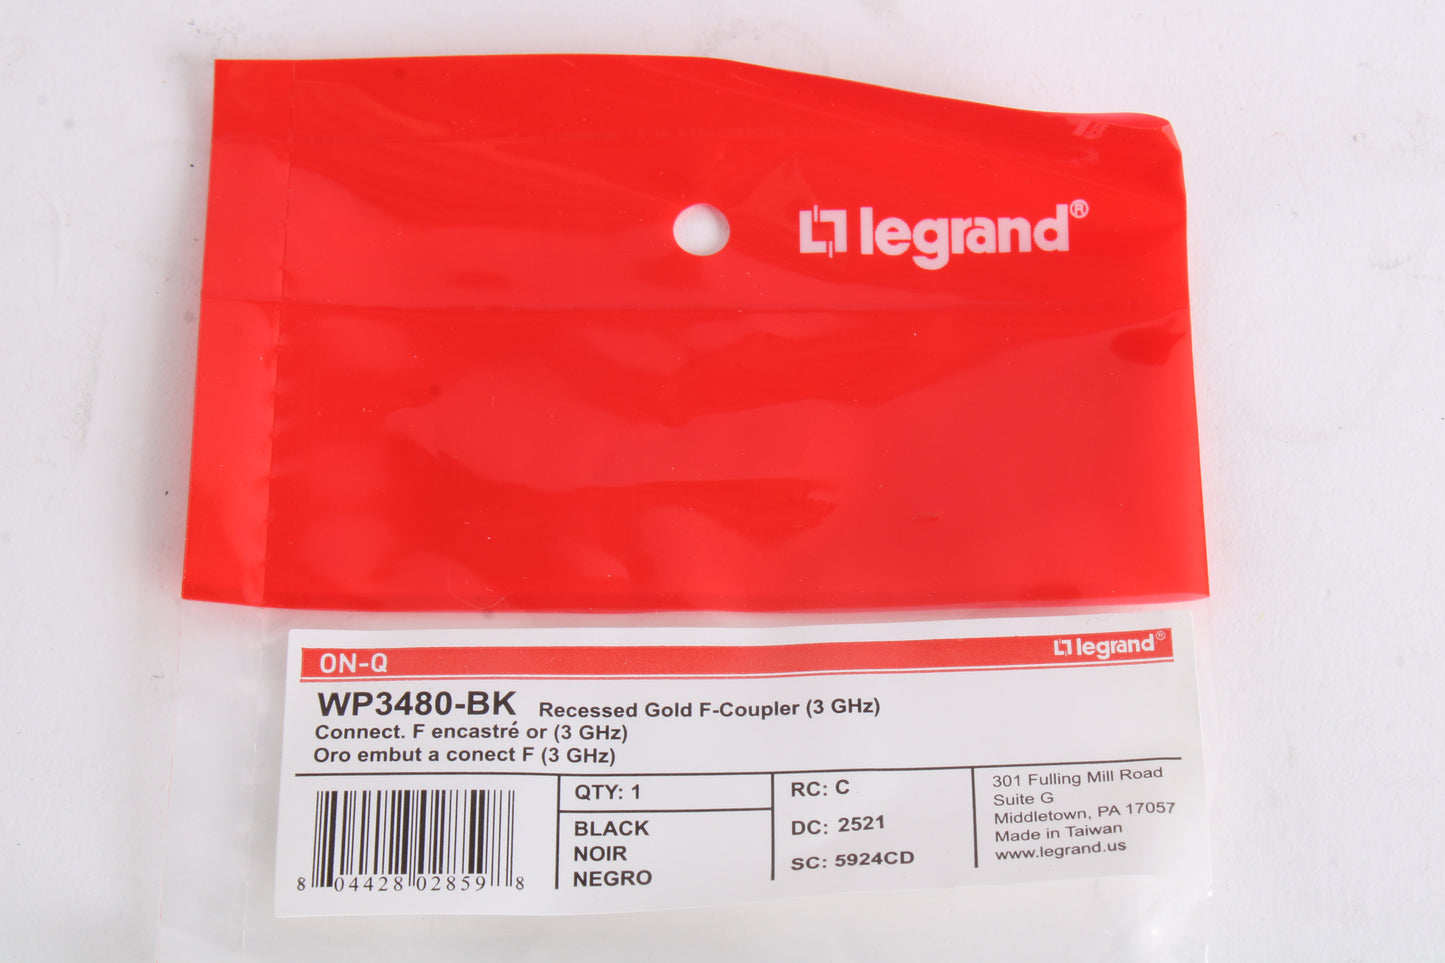 legrand®
ON-Q
legrand®
WP3480-BK Recessed Gold F-Coupler (3 GHz)
Connect. F encastré or (3 GHz)
Oro embut a conect F (3 GHz)
8 04428 02859 8
QTY: 1
BLACK
NOIR
NEGRO
RC: C
DC: 2521
SC: 5924CD
301 Fulling Mill Road
Suite G
Middletown, PA 17057
Made in Taiwan
www.legrand.us